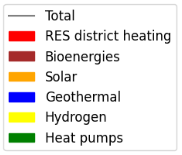 Total
RES district heating
Bioenergies
Solar
Geothermal
Hydrogen
Heat pumps